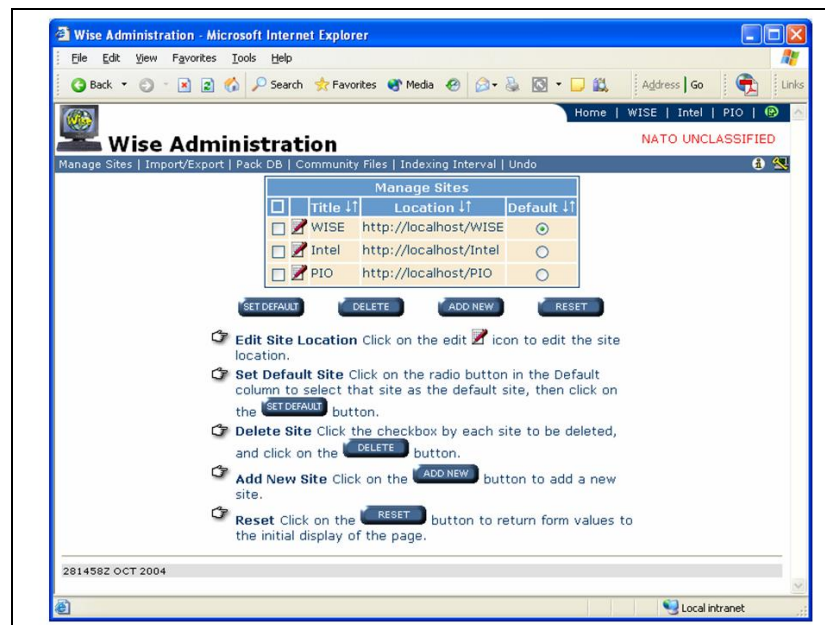 Wise Administration - Microsoft Internet Explorer
File Edit View Favorites Tools Help
Back Search Favorites Media Address Go Links
Home | WISE | Intel | PIO |
Wise Administration
NATO UNCLASSIFIED
Manage Sites | Import/Export | Pack DB | Community Files | Indexing Interval | Undo
Manage Sites
Title ↓↑ Location ↓↑ Default ↓↑
WISE http://localhost/WISE
Intel http://localhost/Intel
PIO http://localhost/PIO
SET DEFAULT DELETE ADD NEW RESET
Edit Site Location Click on the edit icon to edit the site
location.
Set Default Site Click on the radio button in the Default
column to select that site as the default site, then click on
the SET DEFAULT button.
Delete Site Click the checkbox by each site to be deleted,
and click on the DELETE button.
Add New Site Click on the ADD NEW button to add a new
site.
Reset Click on the RESET button to return form values to
the initial display of the page.
281458Z OCT 2004
Local intranet